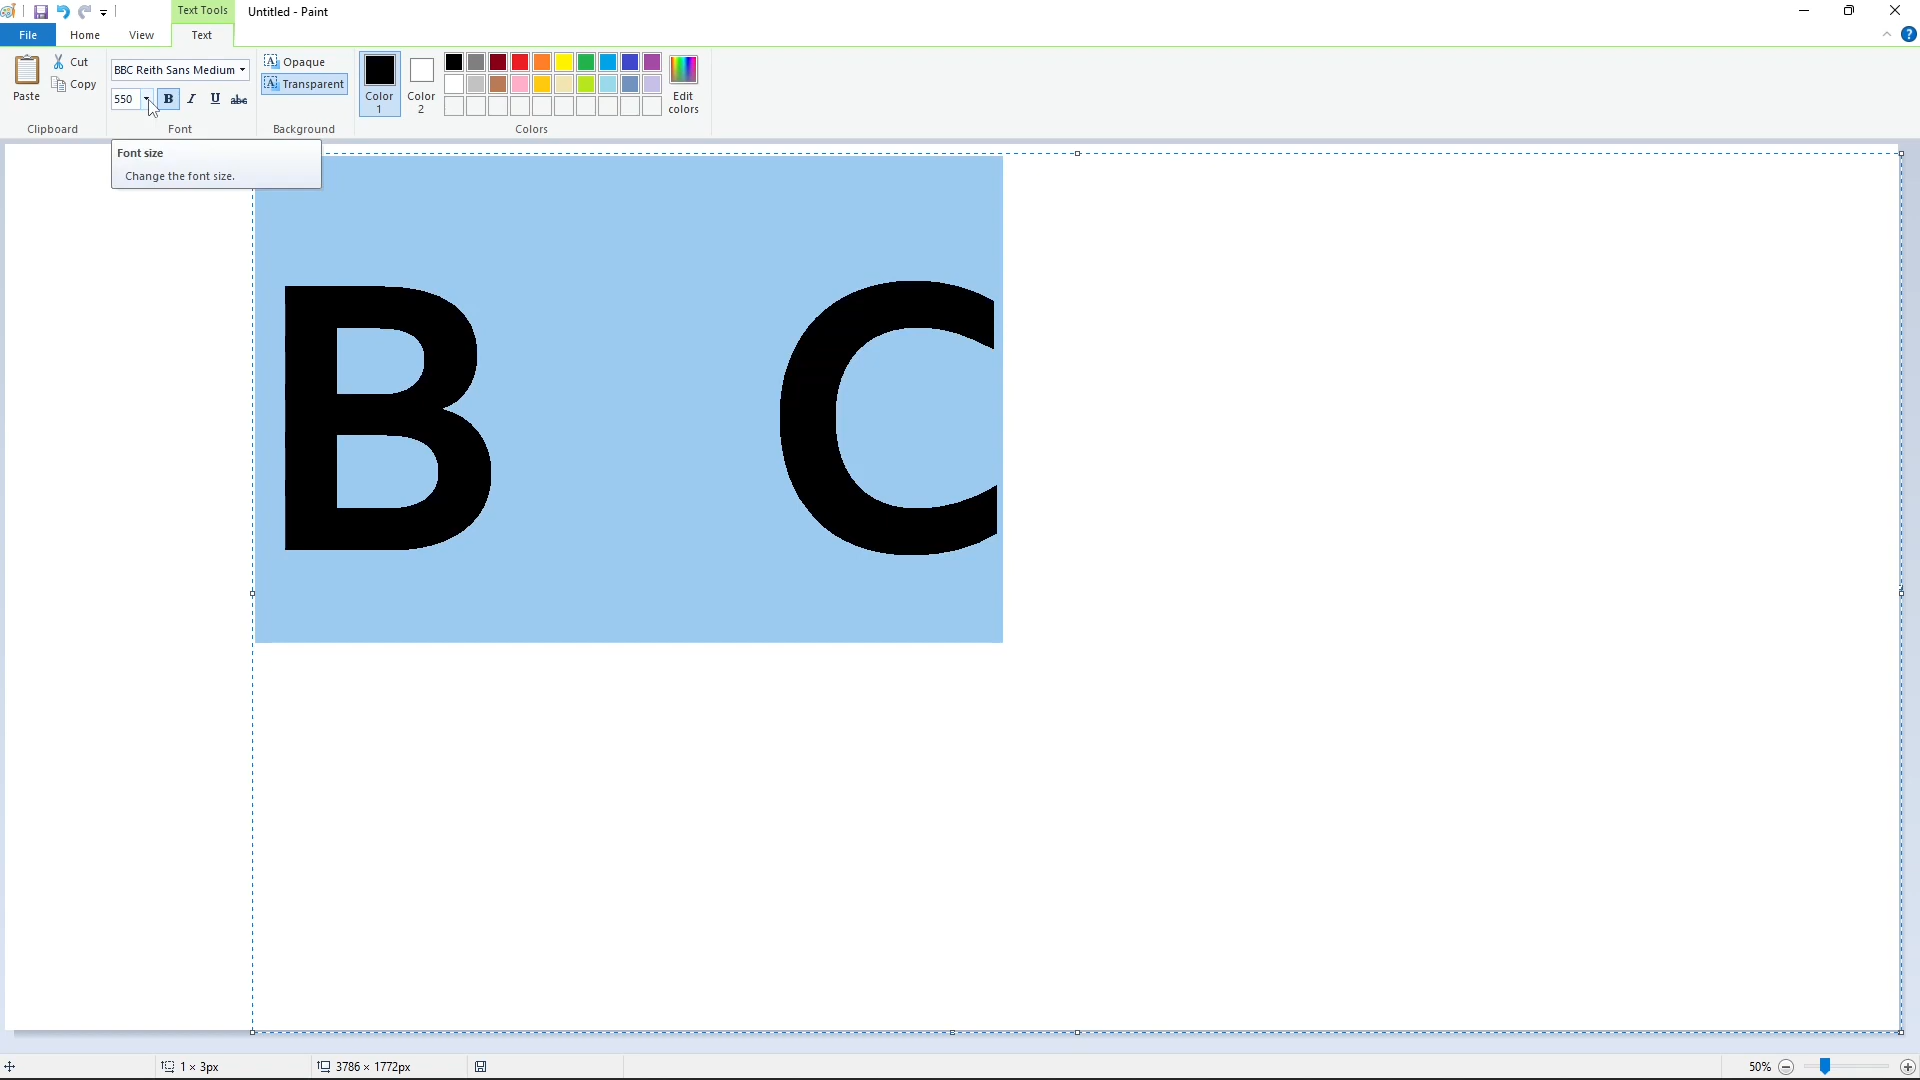 Text Tools
Untitled - Paint
File
Home
View
Text
Paste
Cut
Copy
Clipboard
BBC Reith Sans Medium
550
B
I
U
abc
Font
Opaque
Transparent
Background
Color 1
Color 2
Edit colors
Colors
?
Font size
Change the font size.
B C
1 × 3px
3786 × 1772px
50%